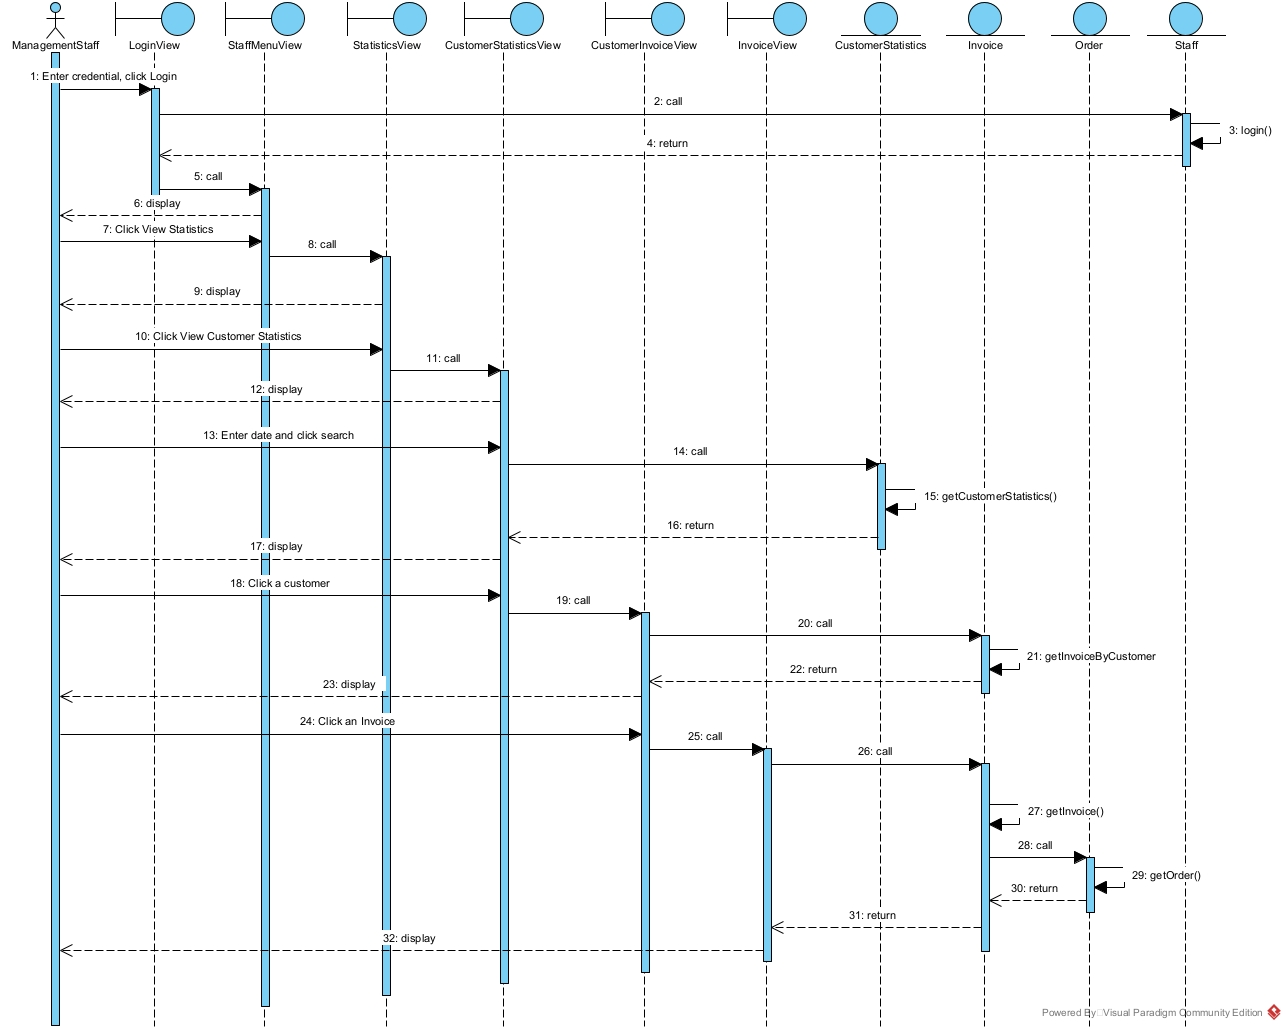 ManagementStaff
LoginView
StaffMenuView
StatisticsView
CustomerStatisticsView
CustomerInvoiceView
InvoiceView
CustomerStatistics
Invoice
Order
Staff
1: Enter credential, click Login
2: call
3: login()
4: return
5: call
6: display
7: Click View Statistics
8: call
9: display
10: Click View Customer Statistics
11: call
12: display
13: Enter date and click search
14: call
15: getCustomerStatistics()
16: return
17: display
18: Click a customer
19: call
20: call
21: getInvoiceByCustomer
22: return
23: display
24: Click an Invoice
25: call
26: call
27: getInvoice()
28: call
29: getOrder()
30: return
31: return
32: display
Powered By Visual Paradigm Community Edition